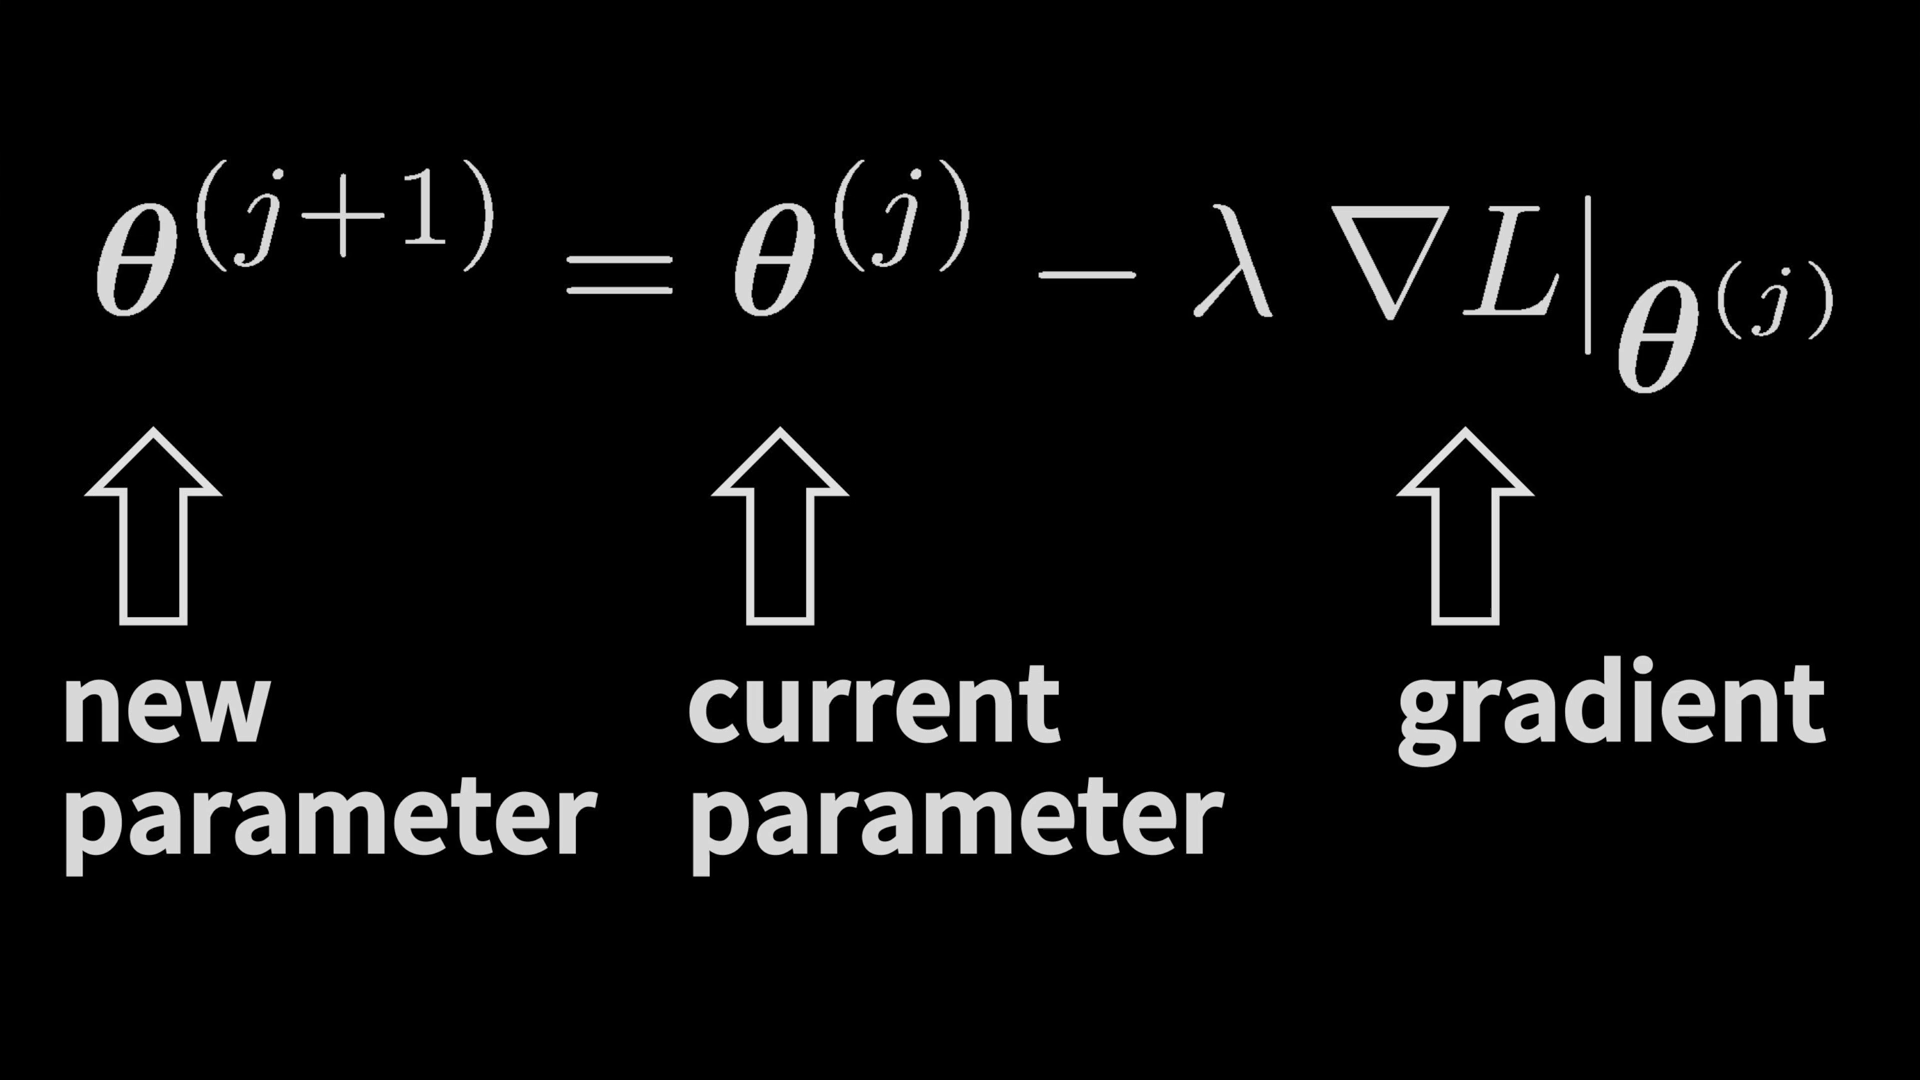 θ^(j+1) = θ^(j) − λ ∇L|_θ^(j)
new
parameter
current
parameter
gradient